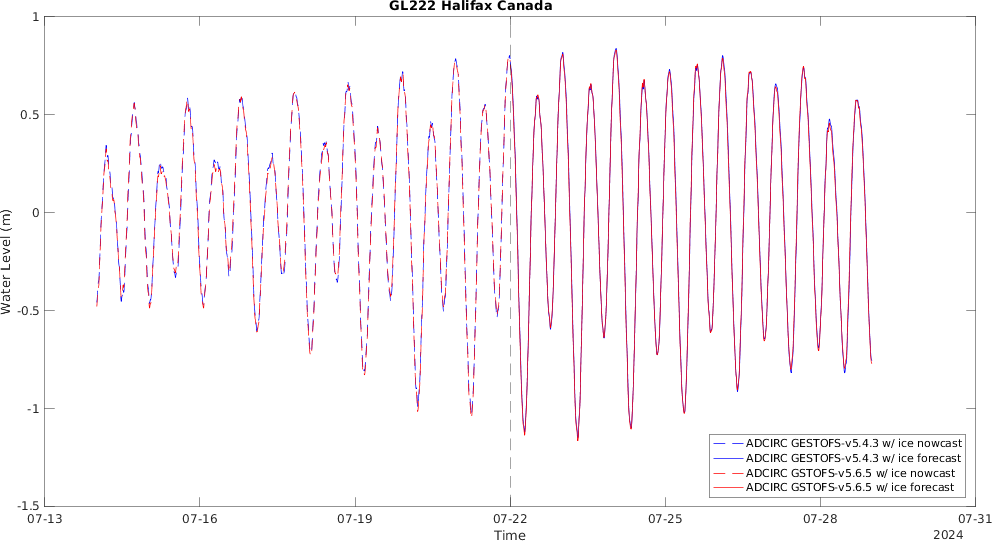 GL222 Halifax Canada
1
0.5
0
-0.5
-1
-1.5
Water Level (m)
ADCIRC GESTOFS-v5.4.3 w/ ice nowcast
ADCIRC GESTOFS-v5.4.3 w/ ice forecast
ADCIRC GSTOFS-v5.6.5 w/ ice nowcast
ADCIRC GSTOFS-v5.6.5 w/ ice forecast
07-13 07-16 07-19 07-22 07-25 07-28 07-31
Time
2024